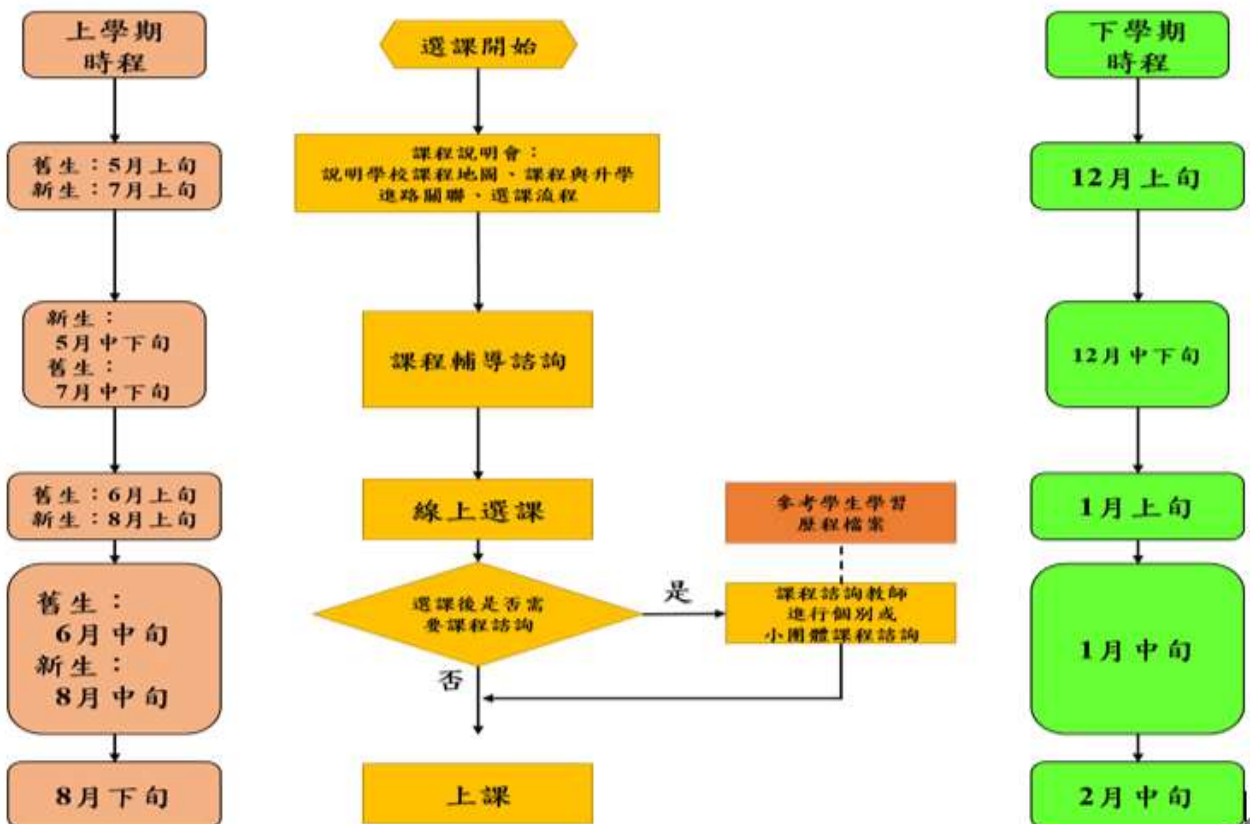 上學期
時程
選課開始
下學期
時程
舊生：5月上旬
新生：7月上旬
課程說明會：
說明學校課程地圖、課程與升學
進路關聯、選課流程
12月上旬
新生：
5月中下旬
舊生：
7月中下旬
課程輔導諮詢
12月中下旬
舊生：6月上旬
新生：8月上旬
線上選課
參考學生學習
歷程檔案
1月上旬
舊生：
6月中旬
新生：
8月中旬
選課後是否需
要課程諮詢
是
課程諮詢教師
進行個別或
小團體課程諮詢
否
1月中旬
8月下旬
上課
2月中旬